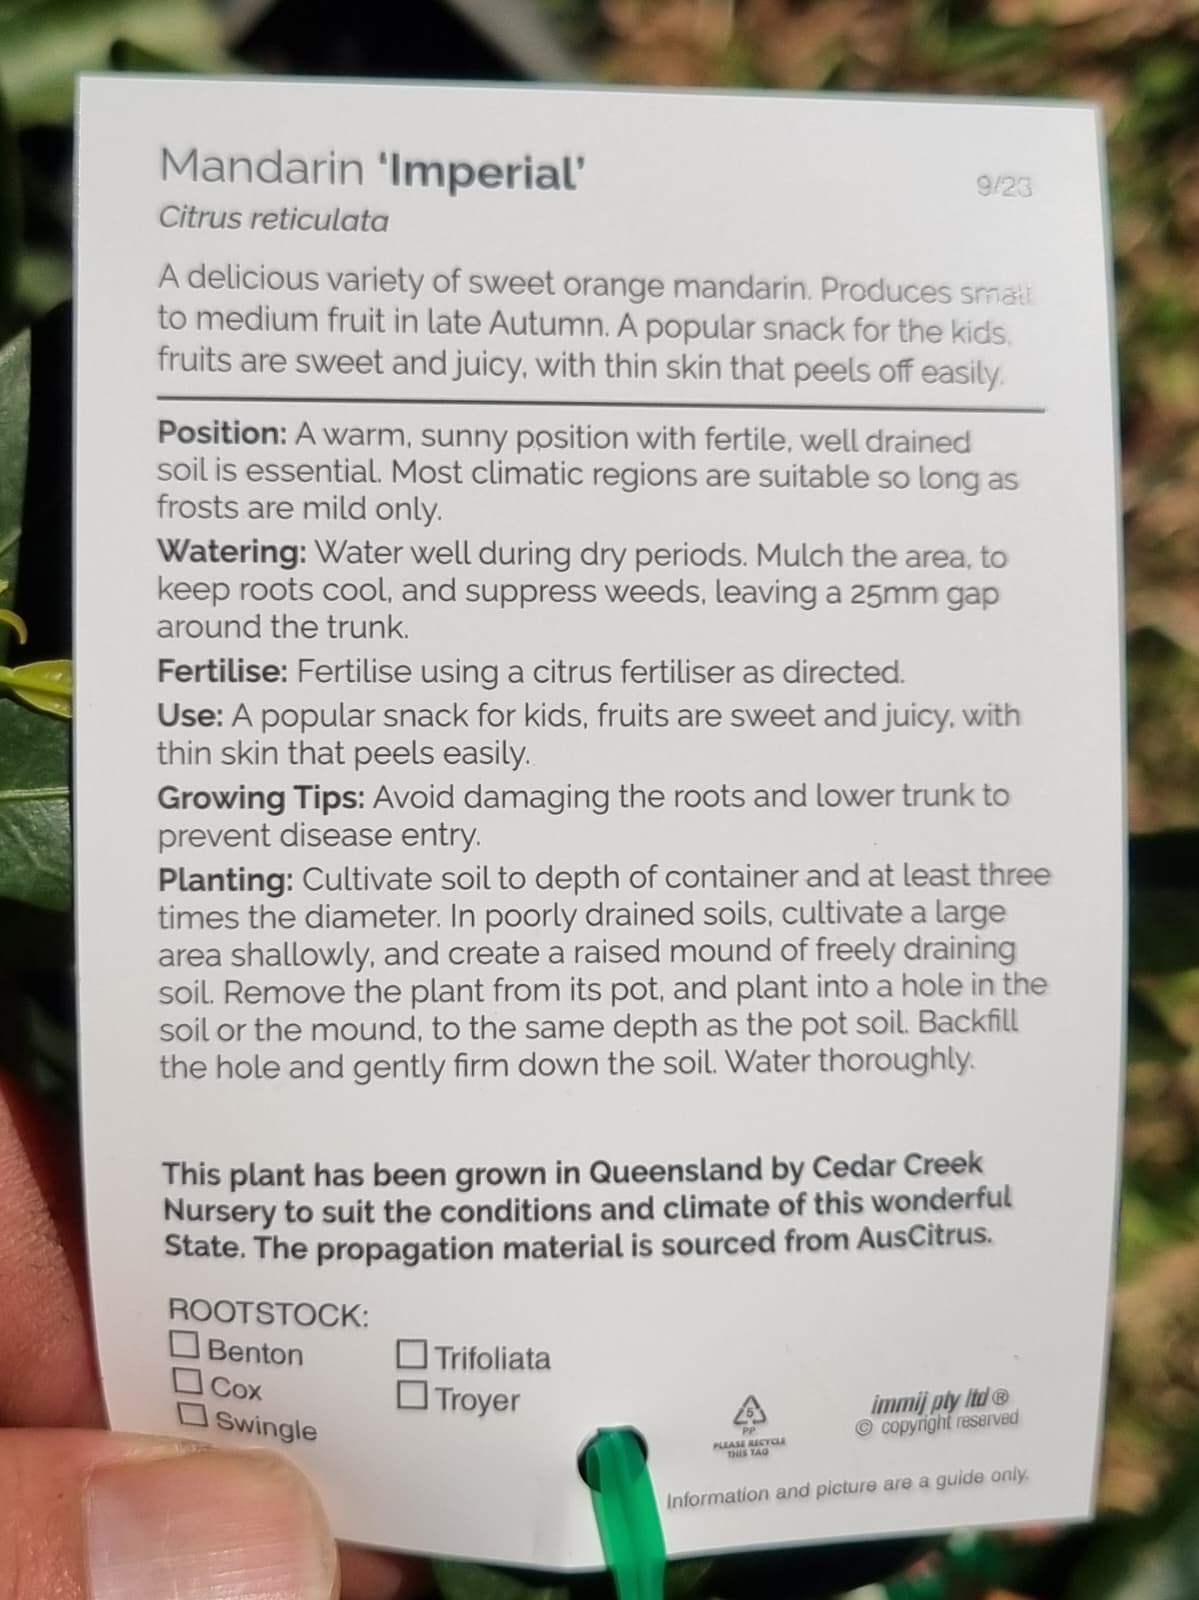 Mandarin ‘Imperial’
9/23
Citrus reticulata
A delicious variety of sweet orange mandarin. Produces small
to medium fruit in late Autumn. A popular snack for the kids,
fruits are sweet and juicy, with thin skin that peels off easily.
Position: A warm, sunny position with fertile, well drained
soil is essential. Most climatic regions are suitable so long as
frosts are mild only.
Watering: Water well during dry periods. Mulch the area, to
keep roots cool, and suppress weeds, leaving a 25mm gap
around the trunk.
Fertilise: Fertilise using a citrus fertiliser as directed.
Use: A popular snack for kids, fruits are sweet and juicy, with
thin skin that peels easily.
Growing Tips: Avoid damaging the roots and lower trunk to
prevent disease entry.
Planting: Cultivate soil to depth of container and at least three
times the diameter. In poorly drained soils, cultivate a large
area shallowly, and create a raised mound of freely draining
soil. Remove the plant from its pot, and plant into a hole in the
soil or the mound, to the same depth as the pot soil. Backfill
the hole and gently firm down the soil. Water thoroughly.
This plant has been grown in Queensland by Cedar Creek
Nursery to suit the conditions and climate of this wonderful
State. The propagation material is sourced from AusCitrus.
ROOTSTOCK:
☐ Benton
☐ Cox
☐ Swingle
☐ Trifoliata
☐ Troyer
5
PP
PLEASE RECYCLE
THIS TAG
immij pty ltd ®
© copyright reserved
Information and picture are a guide only.